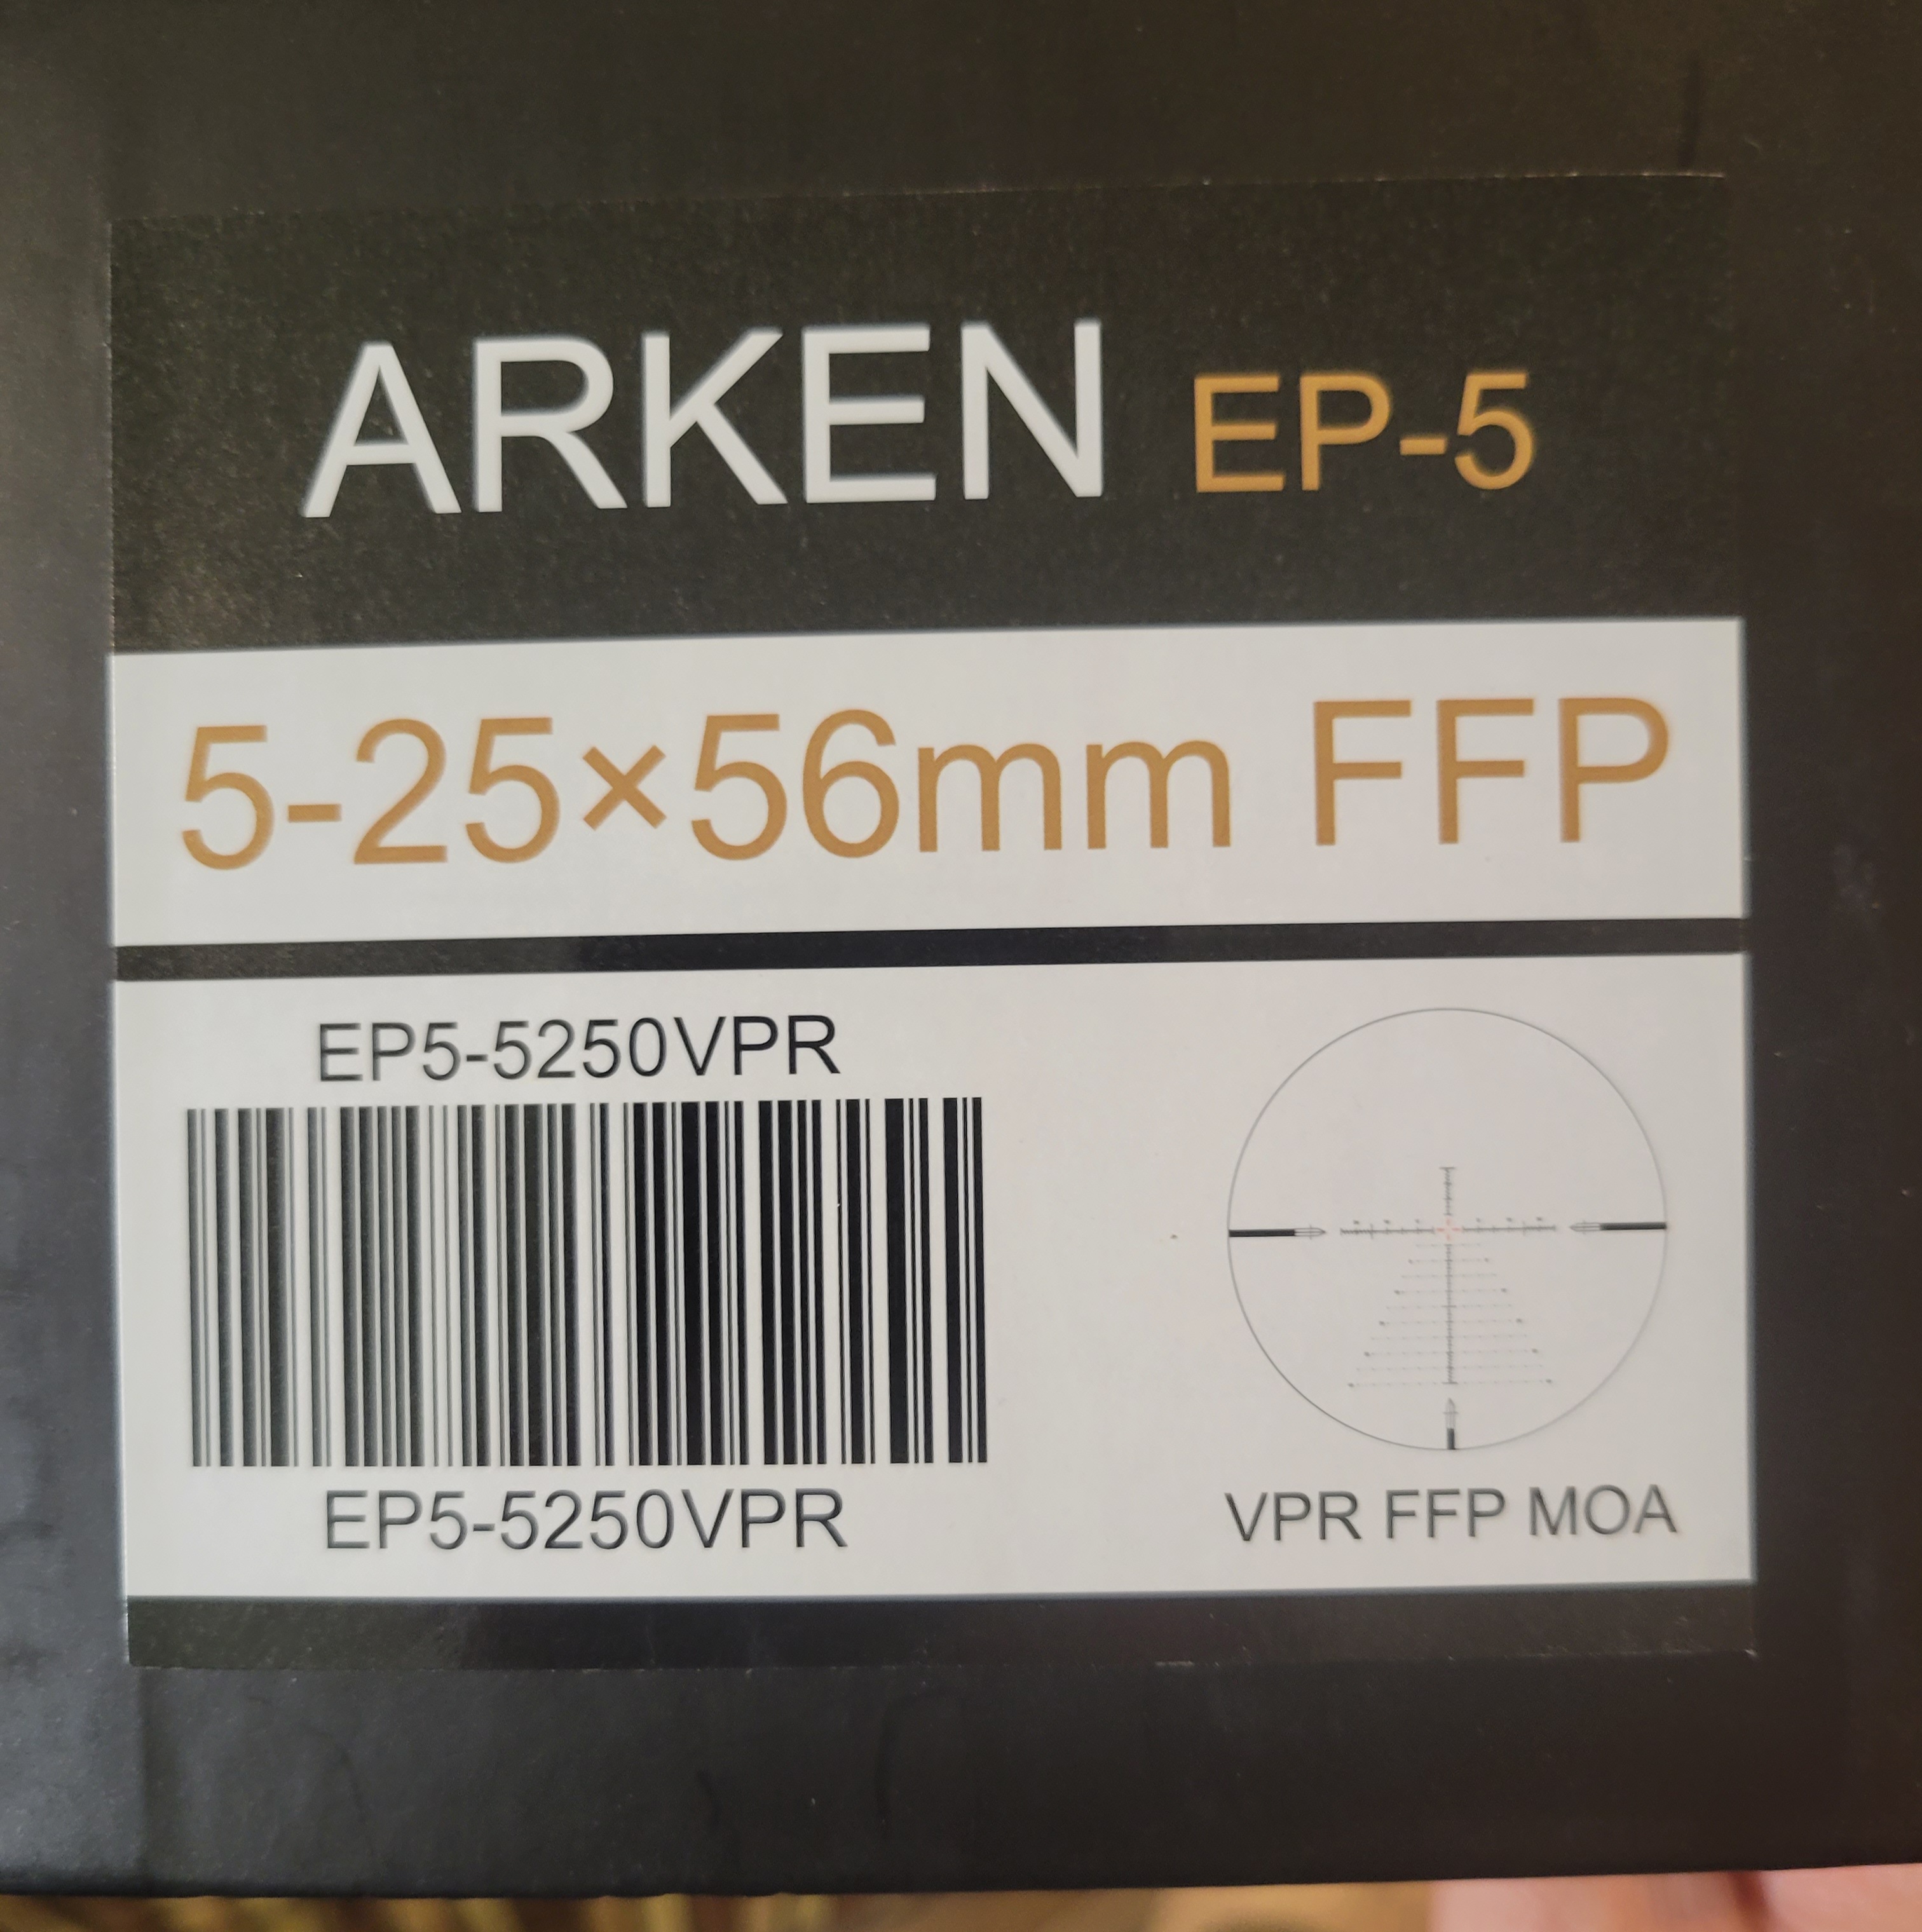 ARKEN EP-5
5-25×56mm FFP
EP5-5250VPR
EP5-5250VPR
VPR FFP MOA